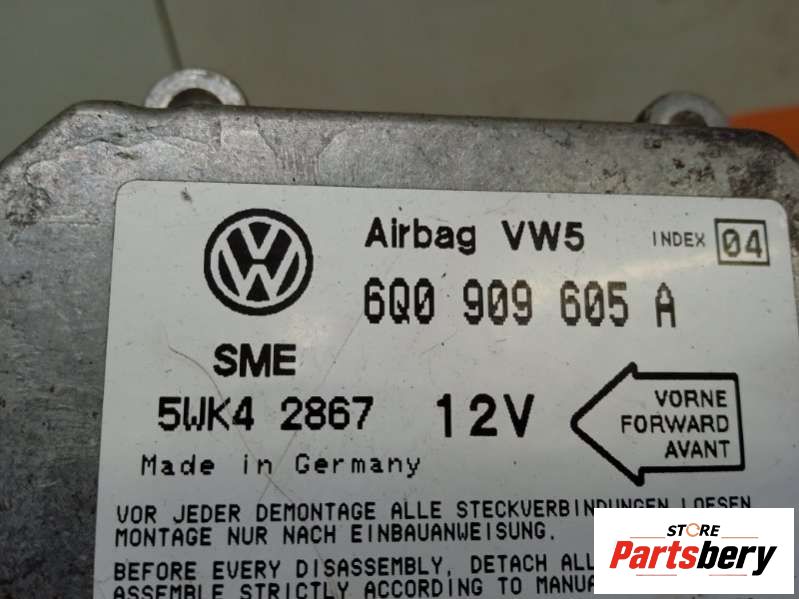 Airbag VW5 INDEX 04
6Q0 909 605 A
SME
5WK4 2867 12V
VORNE
FORWARD
AVANT
Made in Germany
VOR JEDER DEMONTAGE ALLE STECKVERBINDUNGEN LOESEN
MONTAGE NUR NACH EINBAUANWEISUNG.
BEFORE EVERY DISASSEMBLY, DETACH ALL
ASSEMBLE STRICTLY ACCORDING TO
STORE
Partsbery